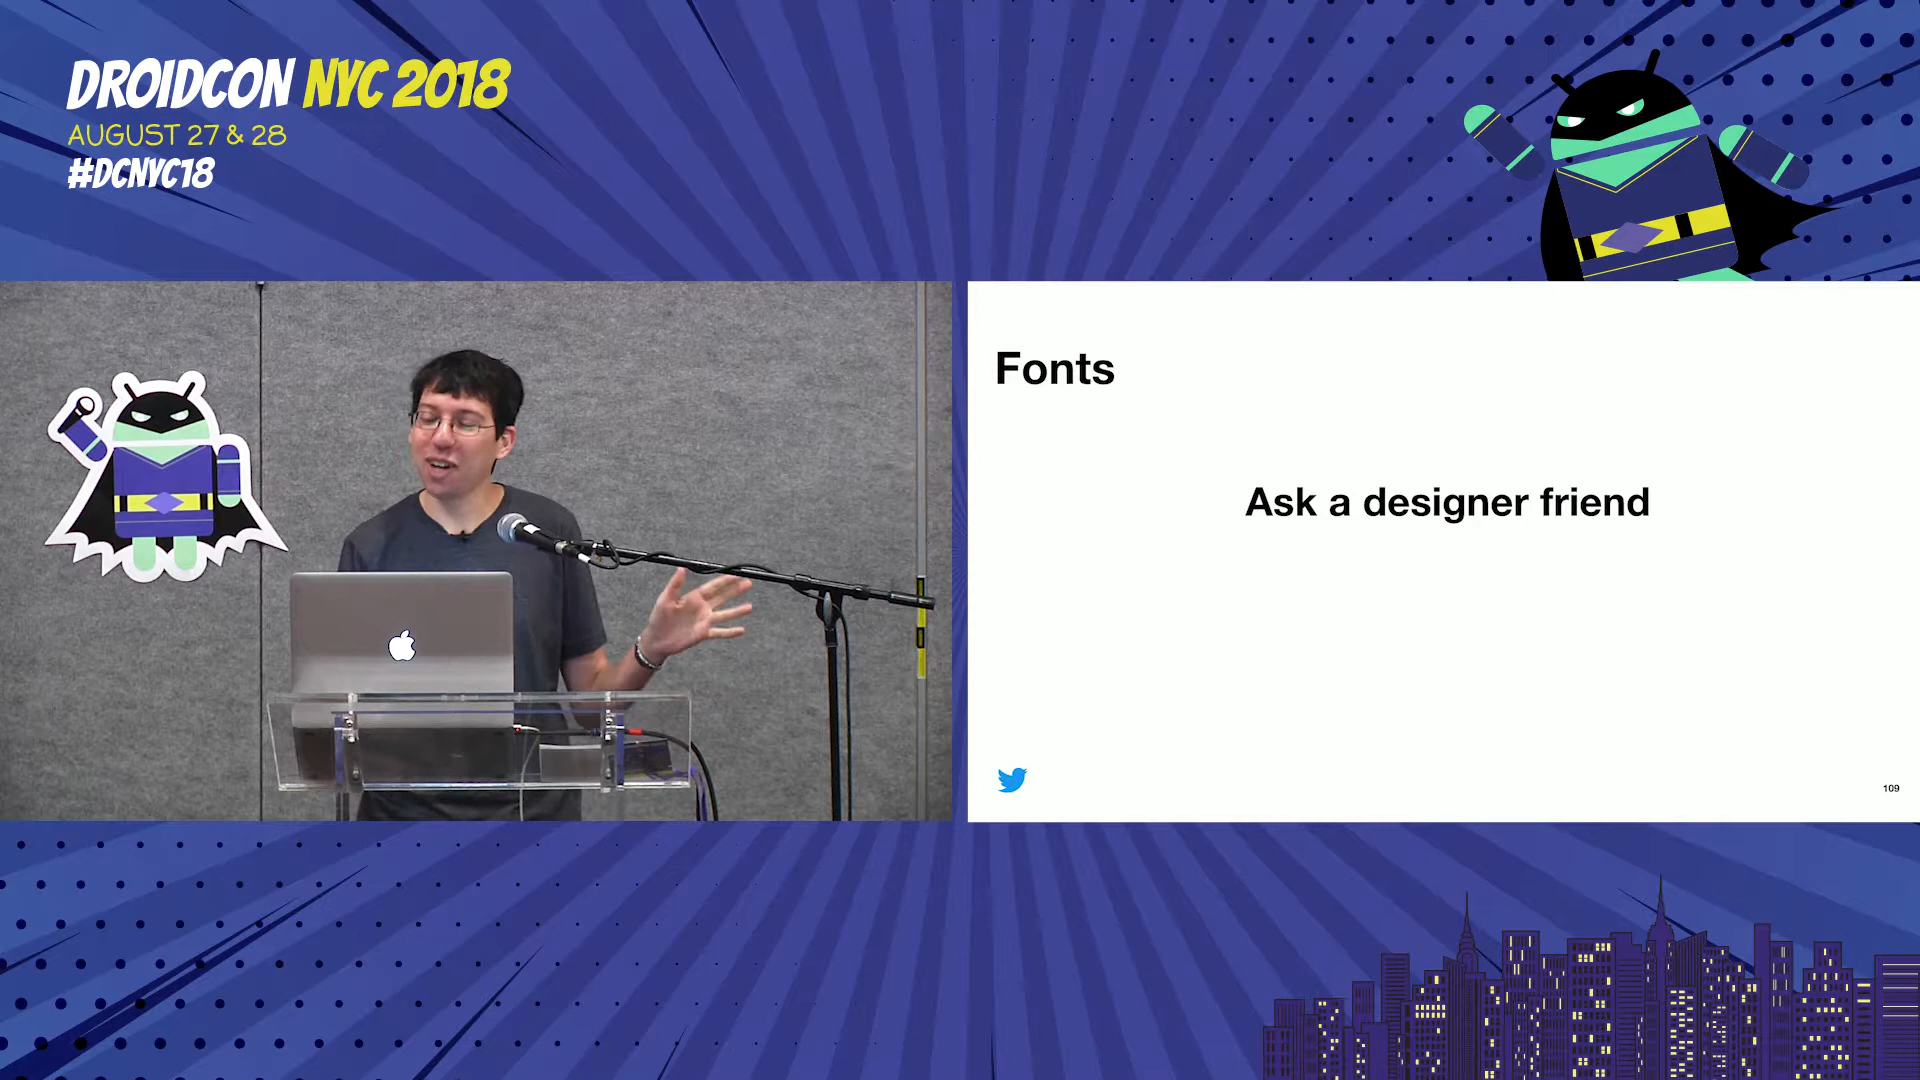 DROIDCON NYC 2018
AUGUST 27 & 28
#DCNYC18
Fonts
Ask a designer friend
109